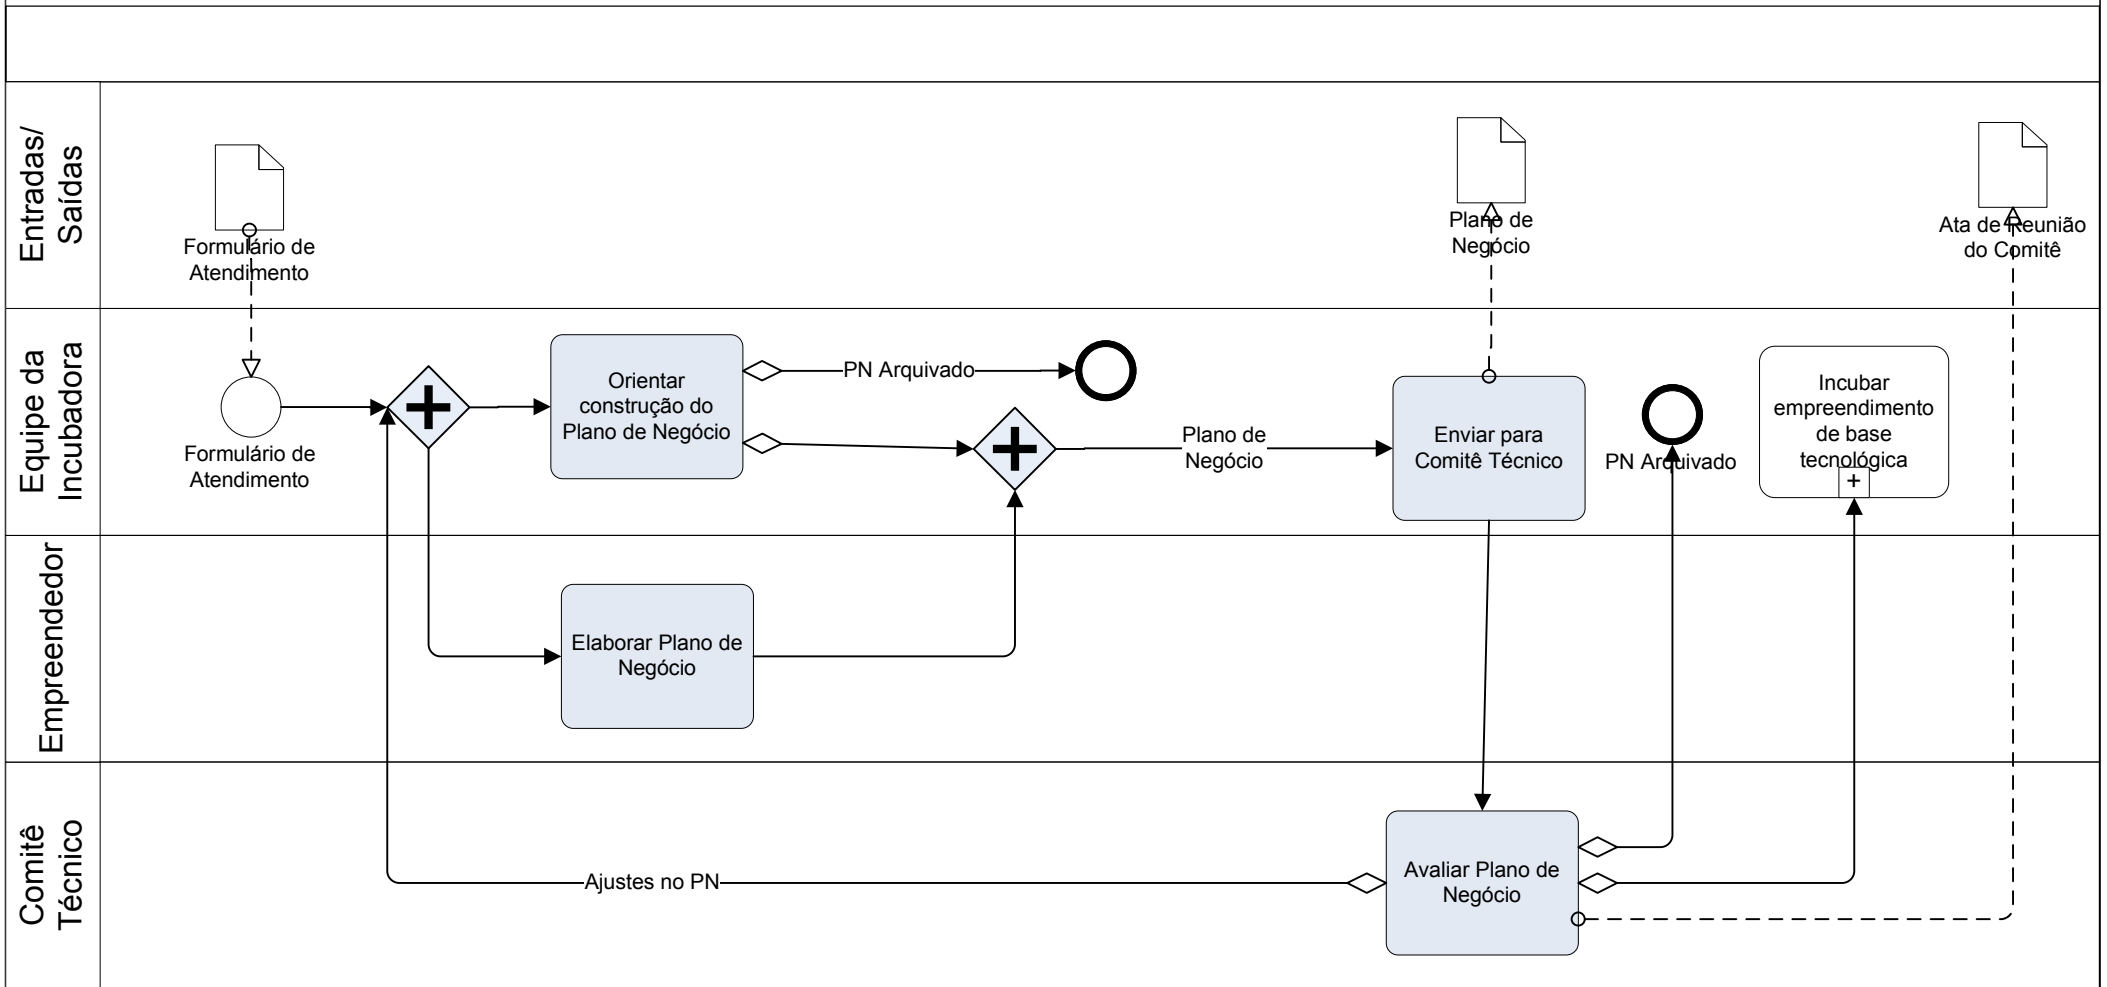 Entradas/
Saídas
Formulário de
Atendimento
Plano de
Negócio
Ata de Reunião
do Comitê
Equipe da
Incubadora
Formulário de
Atendimento
Orientar
construção do
Plano de Negócio
PN Arquivado
Plano de
Negócio
Enviar para
Comitê Técnico
PN Arquivado
Incubar
empreendimento
de base
tecnológica
Empreendedor
Elaborar Plano de
Negócio
Comitê
Técnico
Ajustes no PN
Avaliar Plano de
Negócio